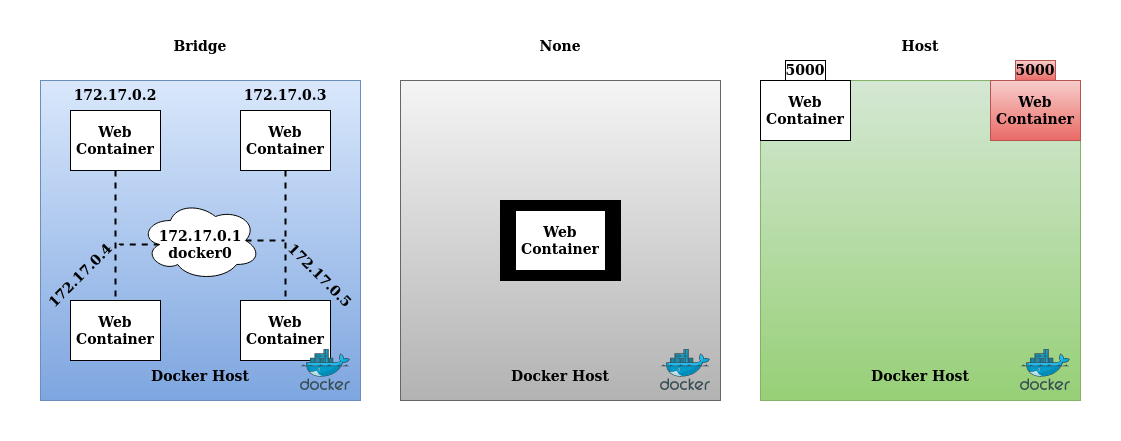 Bridge
172.17.0.2
172.17.0.3
Web
Container
Web
Container
172.17.0.1
docker0
172.17.0.4
172.17.0.5
Web
Container
Web
Container
docker
Docker Host
None
Web
Container
Docker Host
docker
Host
5000
5000
Web
Container
Web
Container
Docker Host
docker